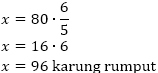 x = 80 · 6/5
x = 16 · 6
x = 96 karung rumput